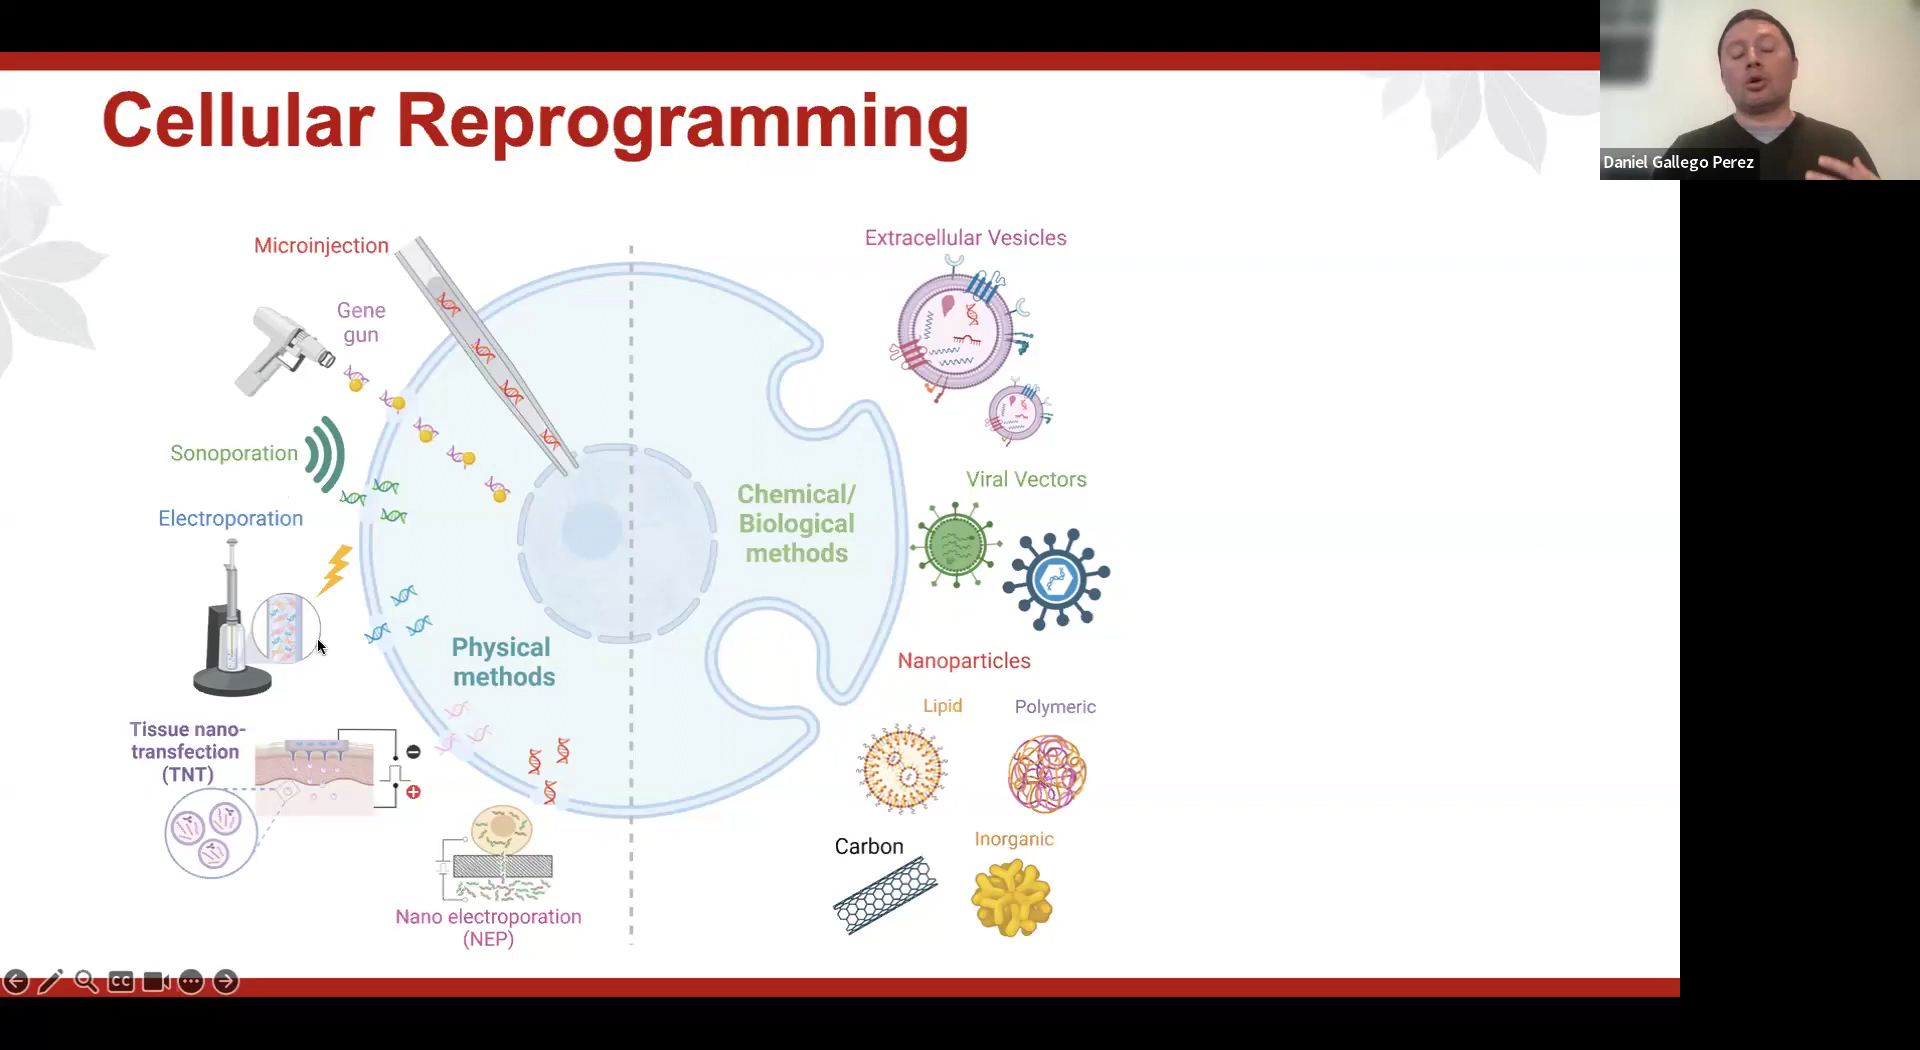 Cellular Reprogramming
Daniel Gallego Perez
Microinjection
Gene
gun
Sonoporation
Electroporation
Physical
methods
Tissue nano-
transfection
(TNT)
Nano electroporation
(NEP)
Chemical/
Biological
methods
Extracellular Vesicles
Viral Vectors
Nanoparticles
Lipid
Polymeric
Carbon
Inorganic
CC